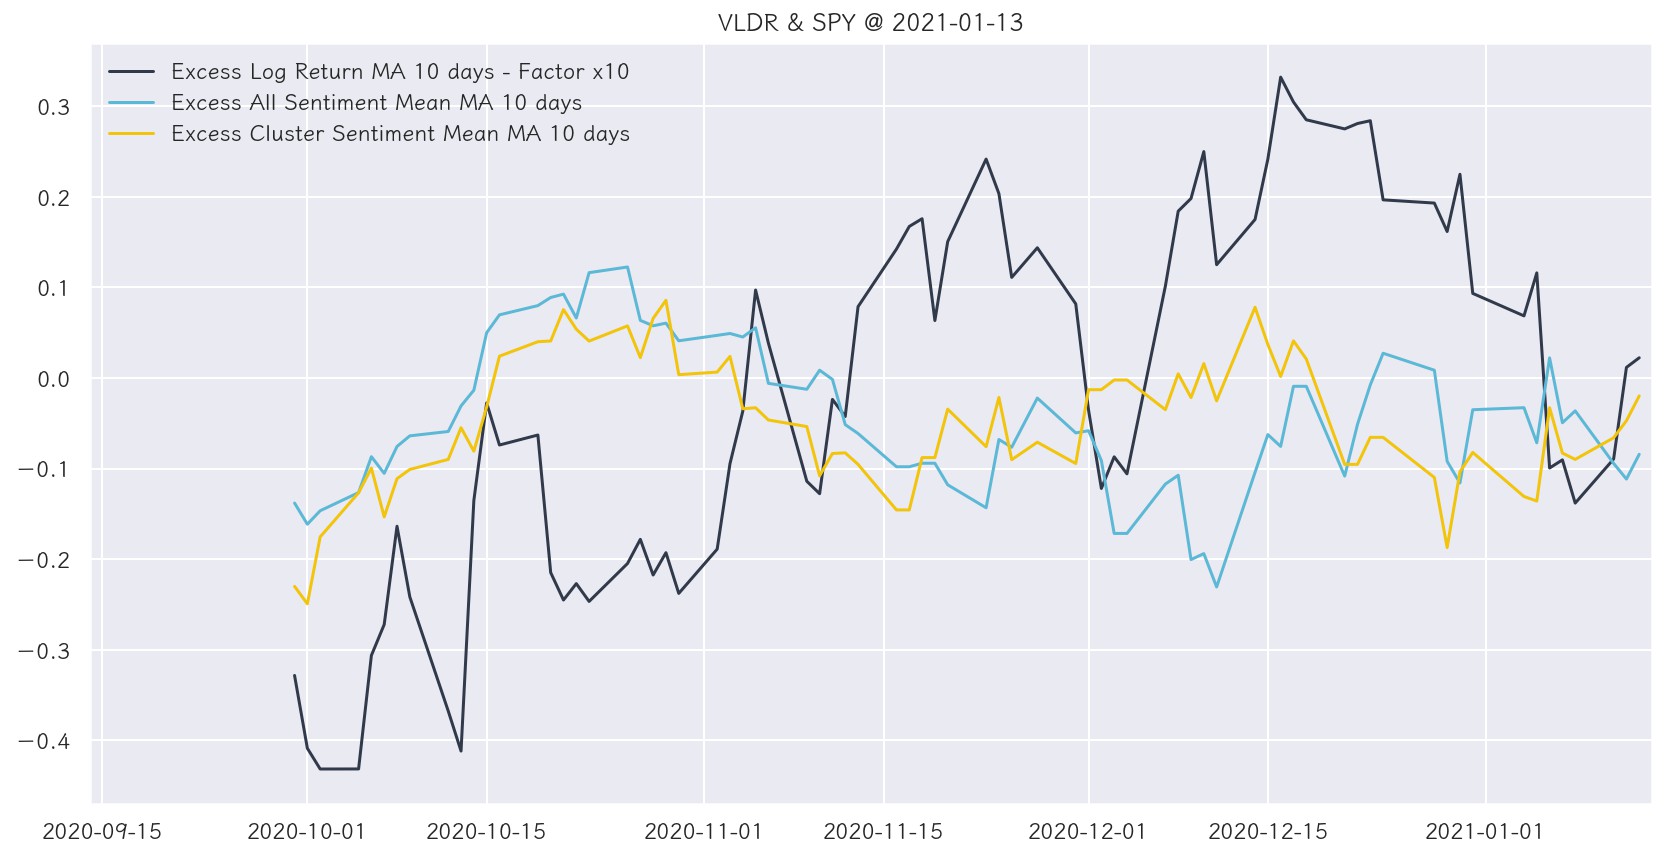 VLDR & SPY @ 2021-01-13
Excess Log Return MA 10 days - Factor x10
Excess All Sentiment Mean MA 10 days
Excess Cluster Sentiment Mean MA 10 days
0.3
0.2
0.1
0.0
−0.1
−0.2
−0.3
−0.4
2020-09-15 2020-10-01 2020-10-15 2020-11-01 2020-11-15 2020-12-01 2020-12-15 2021-01-01